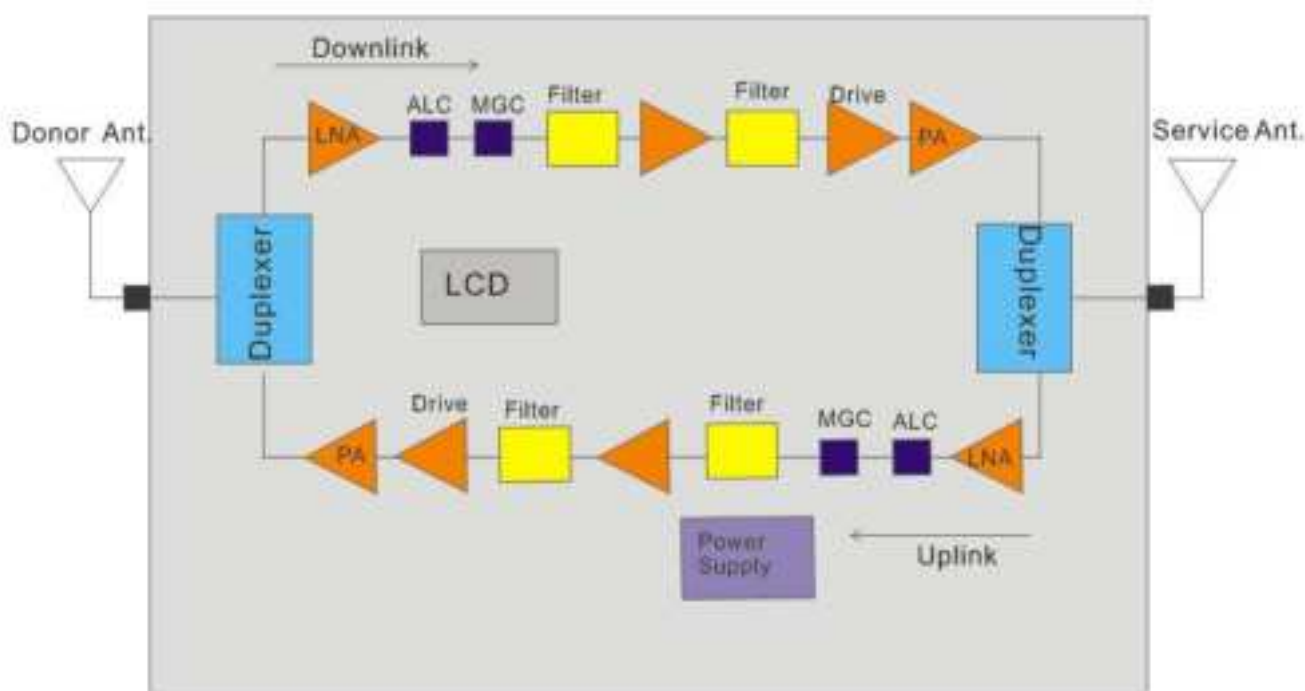 Downlink
ALC MGC Filter Filter Drive
Donor Ant. LNA PA Service Ant.
Duplexer LCD Duplexer
Drive Filter Filter MGC ALC
PA LNA
Power
Supply
Uplink